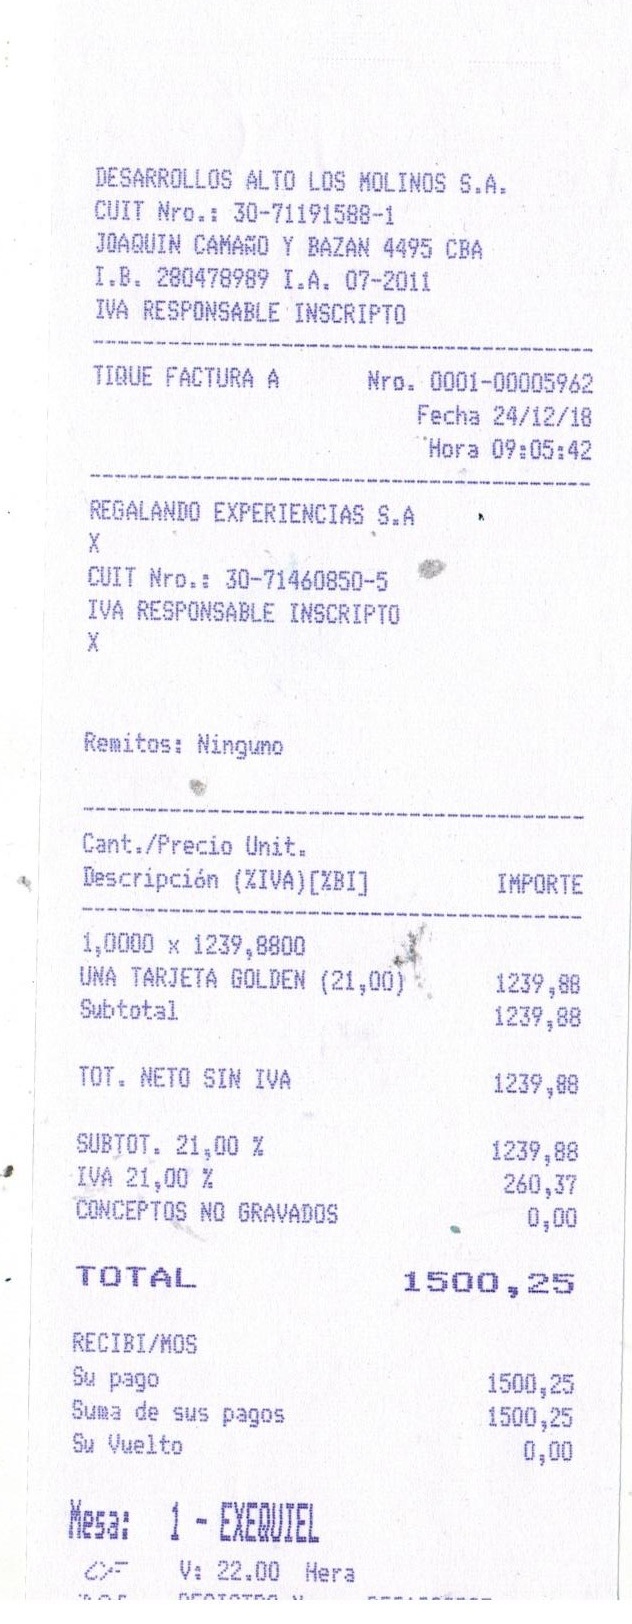 DESARROLLOS ALTO LOS MOLINOS S.A.
CUIT Nro.: 30-71191588-1
JOAQUIN CAMAÑO Y BAZAN 4495 CBA
I.B. 280478989 I.A. 07-2011
IVA RESPONSABLE INSCRIPTO
TIQUE FACTURA A Nro. 0001-00005962
Fecha 24/12/18
Hora 09:05:42
REGALANDO EXPERIENCIAS S.A
X
CUIT Nro.: 30-71460850-5
IVA RESPONSABLE INSCRIPTO
X
Remitos: Ninguno
Cant./Precio Unit.
Descripción (%IVA)[%BI] IMPORTE
1,0000 x 1239,8800
UNA TARJETA GOLDEN (21,00) 1239,88
Subtotal 1239,88
TOT. NETO SIN IVA 1239,88
SUBTOT. 21,00 % 1239,88
IVA 21,00 % 260,37
CONCEPTOS NO GRAVADOS 0,00
TOTAL 1500,25
RECIBI/MOS
Su pago 1500,25
Suma de sus pagos 1500,25
Su Vuelto 0,00
Mesa: 1 - EXEQUIEL
CF V: 22.00 Hera